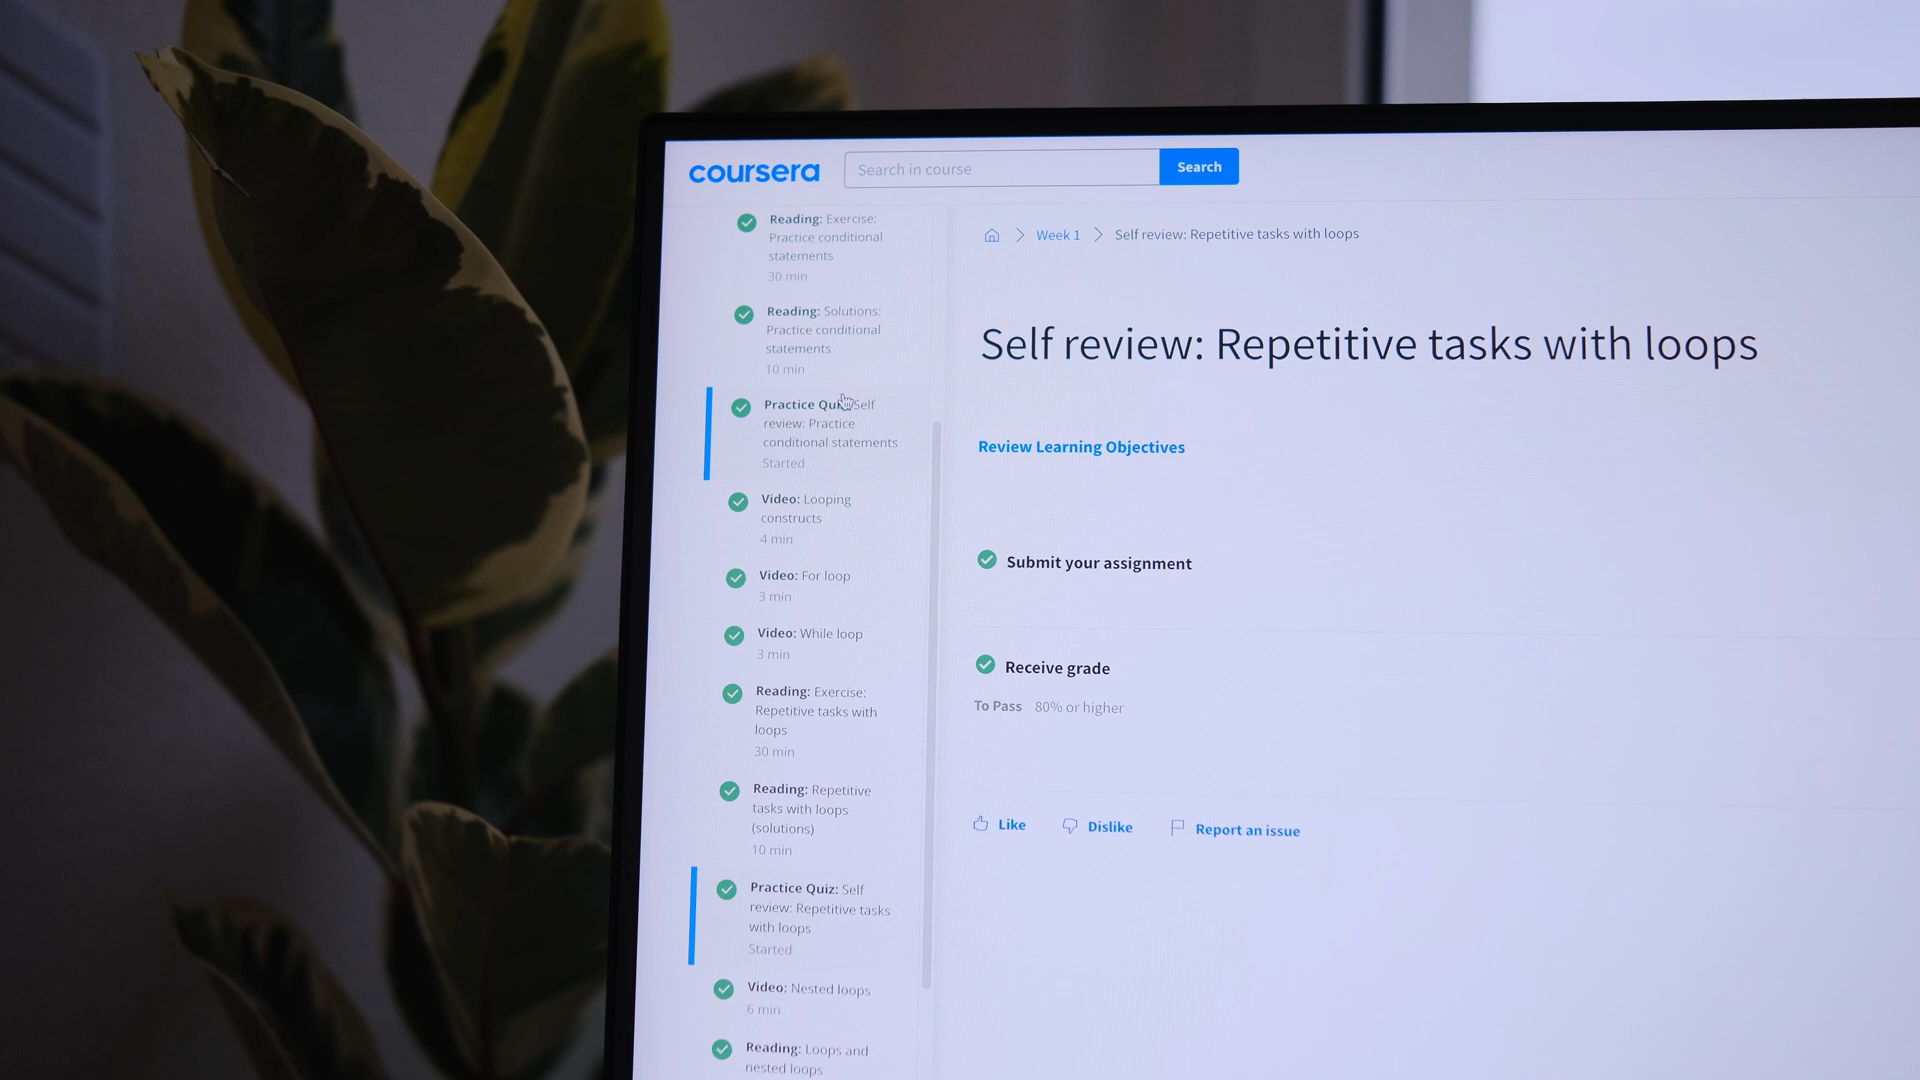 coursera
Search in course
Search
Reading: Exercise:
Practice conditional
statements
30 min
Reading: Solutions:
Practice conditional
statements
10 min
Practice Quiz: Self
review: Practice
conditional statements
Started
Video: Looping
constructs
4 min
Video: For loop
3 min
Video: While loop
3 min
Reading: Exercise:
Repetitive tasks with
loops
30 min
Reading: Repetitive
tasks with loops
(solutions)
10 min
Practice Quiz: Self
review: Repetitive tasks
with loops
Started
Video: Nested loops
6 min
Reading: Loops and
nested loops
Week 1
Self review: Repetitive tasks with loops
Self review: Repetitive tasks with loops
Review Learning Objectives
Submit your assignment
Receive grade
To Pass 80% or higher
Like
Dislike
Report an issue